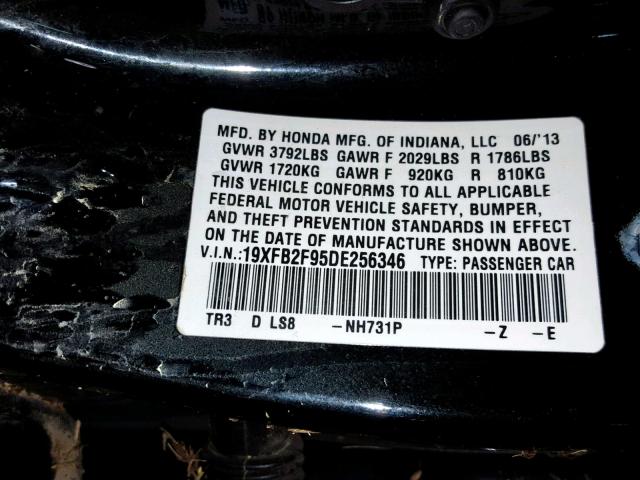 MFD. BY HONDA MFG. OF INDIANA, LLC 06/'13
GVWR 3792LBS GAWR F 2029LBS R 1786LBS
GVWR 1720KG GAWR F 920KG R 810KG
THIS VEHICLE CONFORMS TO ALL APPLICABLE
FEDERAL MOTOR VEHICLE SAFETY, BUMPER,
AND THEFT PREVENTION STANDARDS IN EFFECT
ON THE DATE OF MANUFACTURE SHOWN ABOVE.
V.I.N.:19XFB2F95DE256346 TYPE: PASSENGER CAR
TR3 D LS8 -NH731P -Z -E